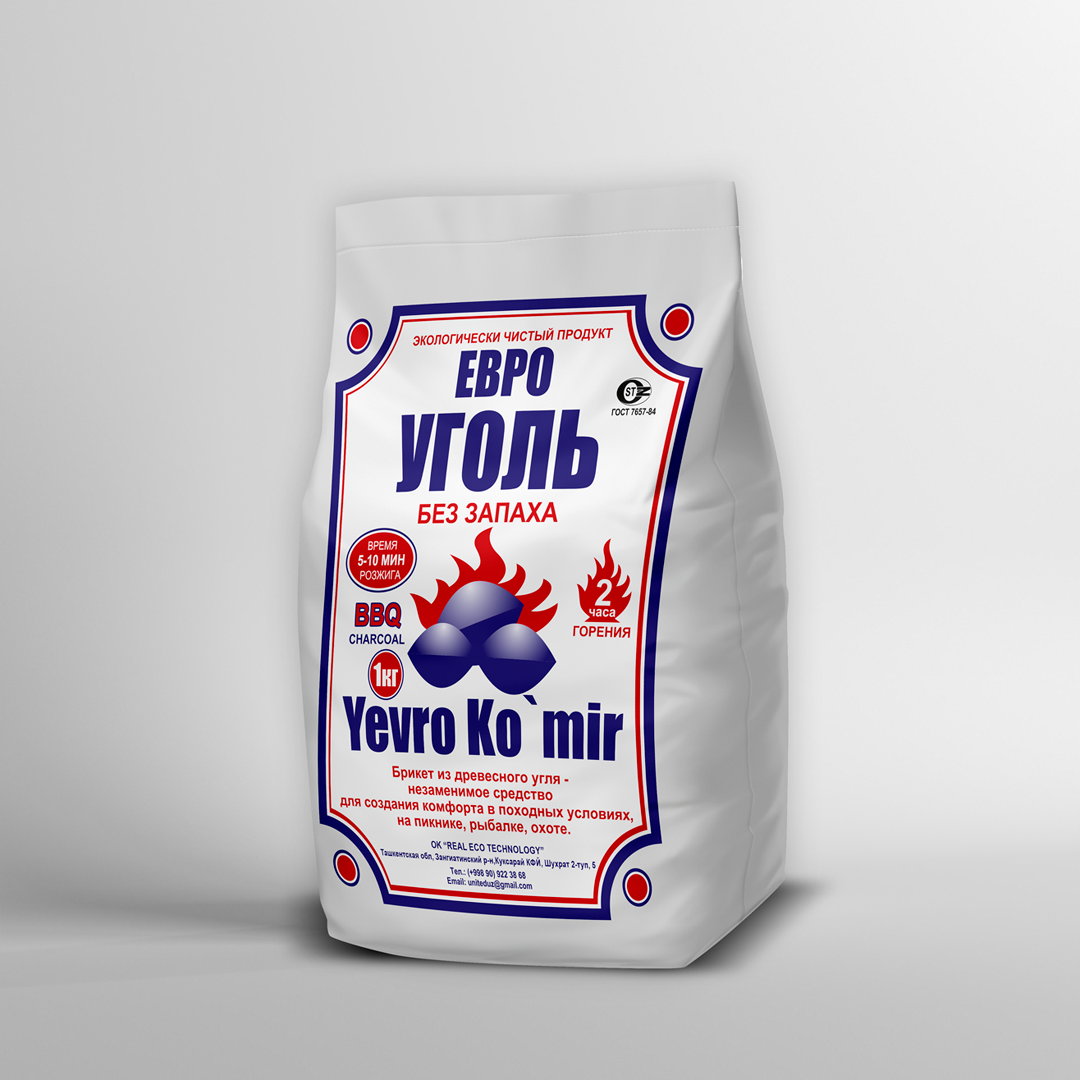 ЭКОЛОГИЧЕСКИ ЧИСТЫЙ ПРОДУКТ
ЕВРО
УГОЛЬ
ST
ГОСТ 7657-84
БЕЗ ЗАПАХА
ВРЕМЯ
5-10 МИН
РОЗЖИГА
2
часа
ГОРЕНИЯ
BBQ
CHARCOAL
1кг
Yevro Ko`mir
Брикет из древесного угля -
незаменимое средство
для создания комфорта в походных условиях,
на пикнике, рыбалке, охоте.
OK "REAL ECO TECHNOLOGY"
Ташкентская обл, Зангиатинский р-н,Куксарай КФЙ, Шухрат 2-туп, 5
Тел.: (+998 90) 922 38 68
Email: uniteduz@gmail.com